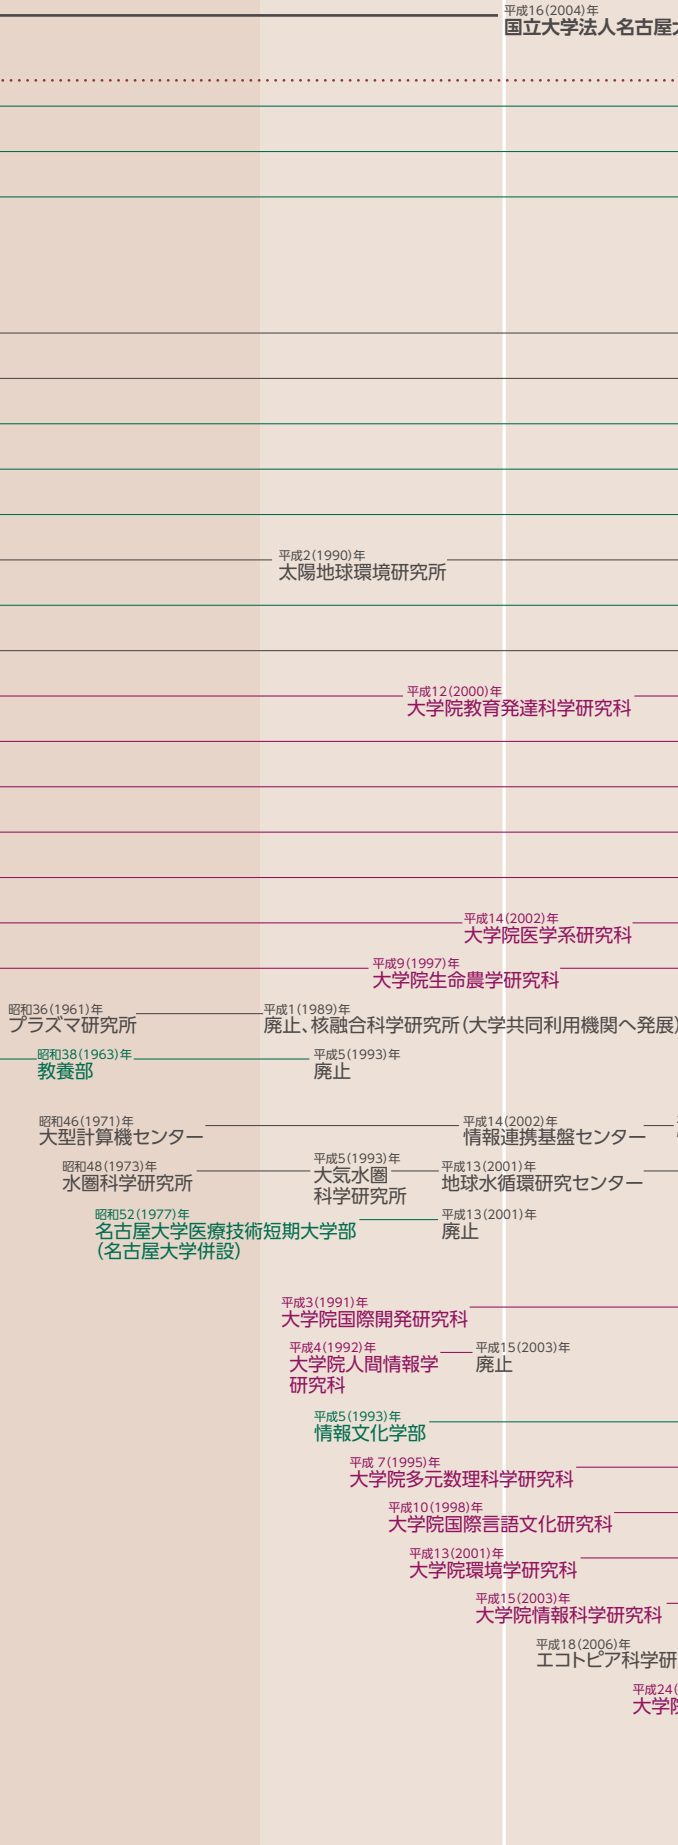 平成16(2004)年
国立大学法人名古屋
平成2(1990)年
太陽地球環境研究所
平成12(2000)年
大学院教育発達科学研究科
平成14(2002)年
大学院医学系研究科
平成9(1997)年
大学院生命農学研究科
昭和36(1961)年
プラズマ研究所
平成1(1989)年
廃止、核融合科学研究所(大学共同利用機関へ発展)
昭和38(1963)年
教養部
平成5(1993)年
廃止
昭和46(1971)年
大型計算機センター
平成14(2002)年
情報連携基盤センター
昭和48(1973)年
水圏科学研究所
平成5(1993)年
大気水圏
科学研究所
平成13(2001)年
地球水循環研究センター
昭和52(1977)年
名古屋大学医療技術短期大学部
(名古屋大学併設)
平成13(2001)年
廃止
平成3(1991)年
大学院国際開発研究科
平成4(1992)年
大学院人間情報学
研究科
平成15(2003)年
廃止
平成5(1993)年
情報文化学部
平成 7(1995)年
大学院多元数理科学研究科
平成10(1998)年
大学院国際言語文化研究科
平成13(2001)年
大学院環境学研究科
平成15(2003)年
大学院情報科学研究科
平成18(2006)年
エコトピア科学研
平成24(
大学院